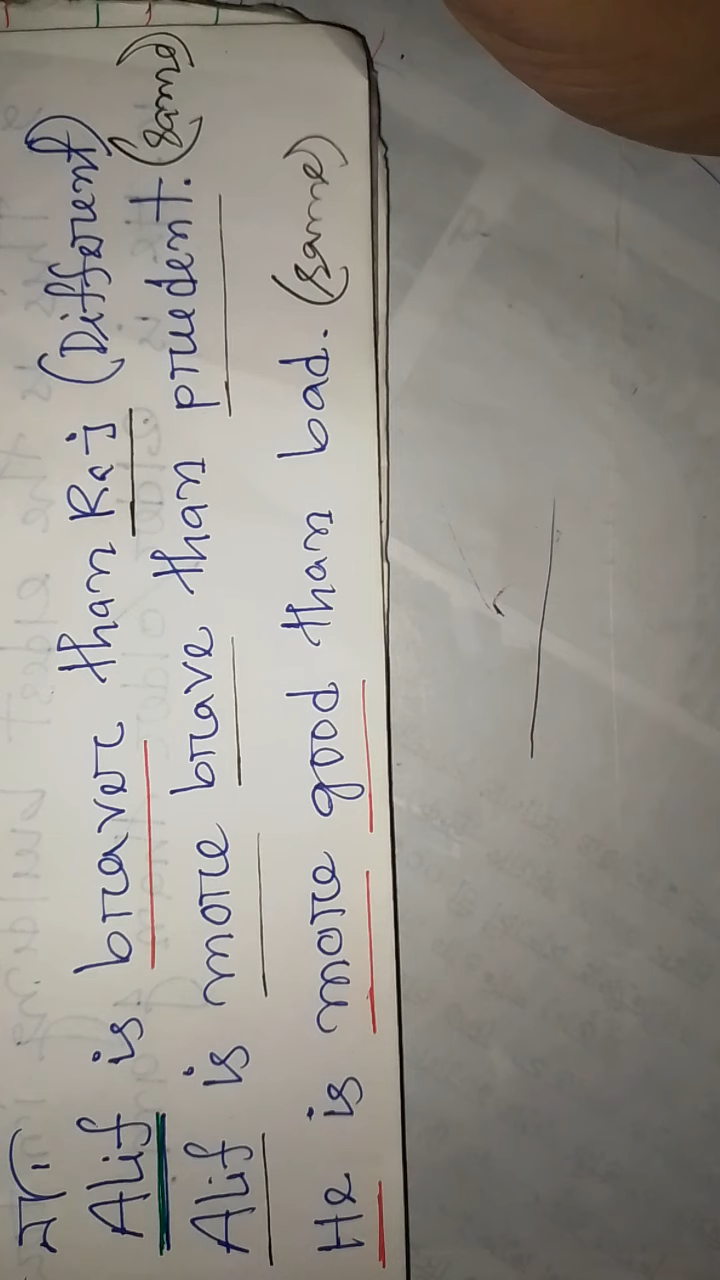 Alif is braver than Raj (Different)
Alif is more brave than pruedent. (same)
He is more good than bad. (same)